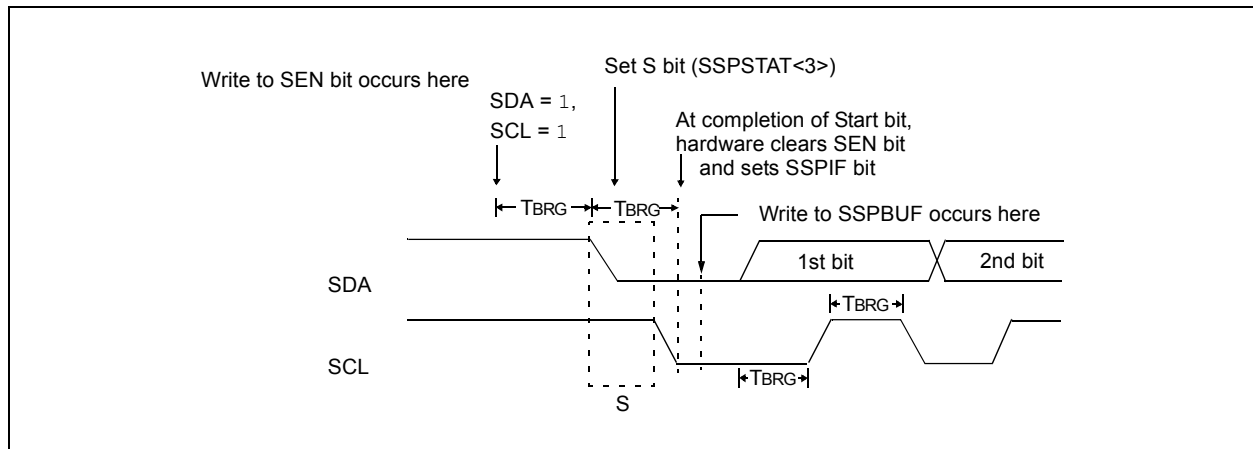 Set S bit (SSPSTAT<3>)
Write to SEN bit occurs here
SDA = 1,
SCL = 1
At completion of Start bit,
hardware clears SEN bit
and sets SSPIF bit
TBRG
TBRG
Write to SSPBUF occurs here
1st bit
2nd bit
SDA
TBRG
SCL
TBRG
S